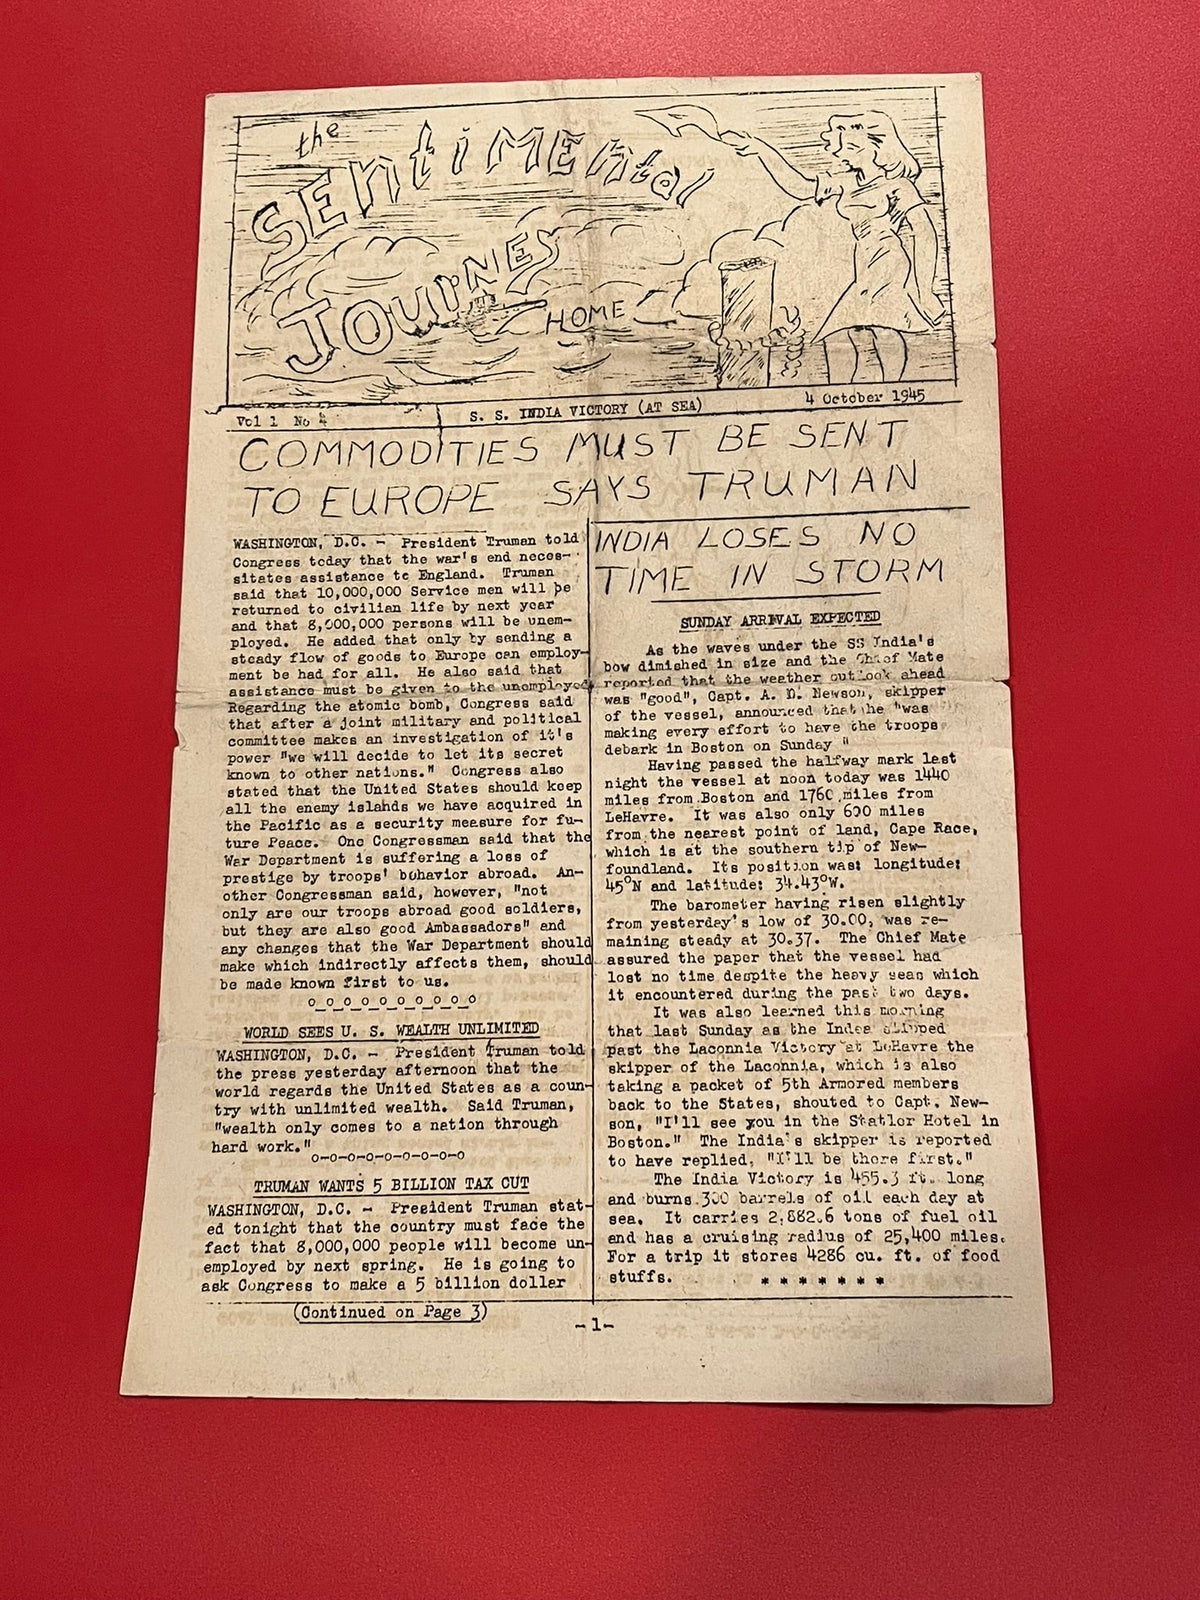 the
SENtiMENtal
JOURNEY
HOME
Vol 1 No 4
S. S. INDIA VICTORY (AT SEA)
4 October 1945
COMMODITIES MUST BE SENT
TO EUROPE SAYS TRUMAN
WASHINGTON, D.C. - President Truman told
Congress today that the war's end neces-
sitates assistance to England. Truman
said that 10,000,000 Service men will be
returned to civilian life by next year
and that 8,000,000 persons will be unem-
ployed. He added that only by sending a
steady flow of goods to Europe can employ-
ment be had for all. He also said that
assistance must be given to the unemployed
Regarding the atomic bomb, Congress said
that after a joint military and political
committee makes an investigation of it's
power "we will decide to let its secret
known to other nations." Congress also
stated that the United States should keep
all the enemy islands we have acquired in
the Pacific as a security measure for fu-
ture Peace. One Congressman said that the
War Department is suffering a loss of
prestige by troops' behavior abroad. An-
other Congressman said, however, "not
only are our troops abroad good soldiers,
but they are also good Ambassadors" and
any changes that the War Department should
make which indirectly affects them, should
be made known first to us.
o_o_o_o_o_o_o_o_o_o
WORLD SEES U. S. WEALTH UNLIMITED
WASHINGTON, D.C. - President Truman told
the press yesterday afternoon that the
world regards the United States as a coun-
try with unlimited wealth. Said Truman,
"wealth only comes to a nation through
hard work."
o-o-o-o-o-o-o-o-o
TRUMAN WANTS 5 BILLION TAX CUT
WASHINGTON, D.C. - President Truman stat-
ed tonight that the country must face the
fact that 8,000,000 people will become un-
employed by next spring. He is going to
ask Congress to make a 5 billion doller
(Continued on Page 3)
INDIA LOSES NO
TIME IN STORM
SUNDAY ARRIVAL EXPECTED
As the waves under the SS India's
bow dimished in size and the Chief Mate
reported that the weather outlook ahead
was "good", Capt. A. D. Newson, skipper
of the vessel, announced that he "was
making every effort to have the troops
debark in Boston on Sunday "
Having passed the halfway mark last
night the vessel at noon today was 1440
miles from Boston and 1760 miles from
LeHavre. It was also only 600 miles
from the nearest point of land, Cape Race,
which is at the southern tip of New-
foundland. Its position was: longitude:
45°N and latitude: 34.43°W.
The barometer having risen slightly
from yesterday's low of 30.00, was re-
maining steady at 30.37. The Chief Mate
assured the paper that the vessel had
lost no time despite the heavy seas which
it encountered during the past two days.
It was also learned this morning
that last Sunday as the India slipped
past the Laconnia Victory at LeHavre the
skipper of the Laconnia, which is also
taking a packet of 5th Armored members
back to the States, shouted to Capt. New-
son, "I'll see you in the Statler Hotel in
Boston." The India's skipper is reported
to have replied, "I'll be there first."
The India Victory is 455.3 ft. long
and burns 300 barrels of oil each day at
sea. It carries 2,882.6 tons of fuel oil
and has a cruising radius of 25,400 miles.
For a trip it stores 4286 cu. ft. of food
stuffs. * * * * * * *
-1-